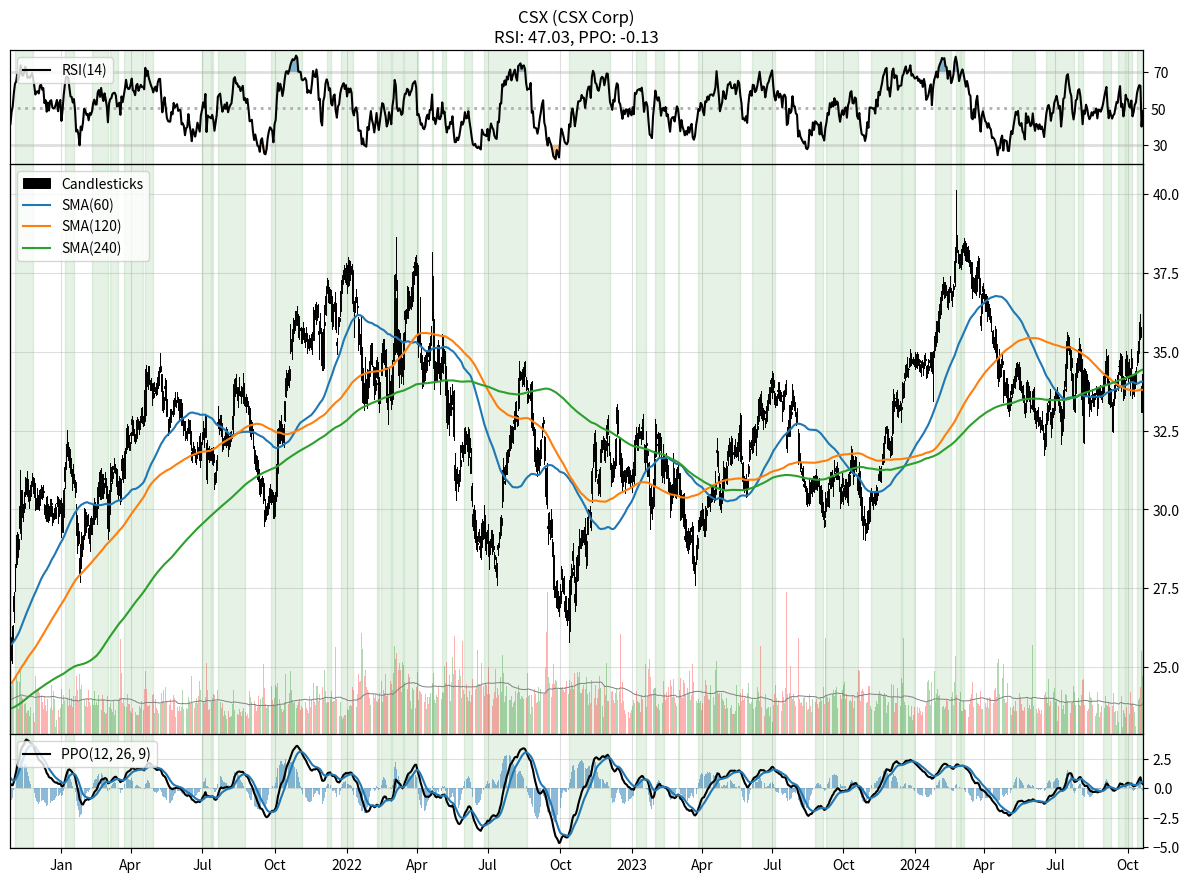 CSX (CSX Corp)
RSI: 47.03, PPO: -0.13
RSI(14)
70
50
30
Candlesticks
SMA(60)
SMA(120)
SMA(240)
40.0
37.5
35.0
32.5
30.0
27.5
25.0
PPO(12, 26, 9)
2.5
0.0
−2.5
−5.0
Jan Apr Jul Oct 2022 Apr Jul Oct 2023 Apr Jul Oct 2024 Apr Jul Oct